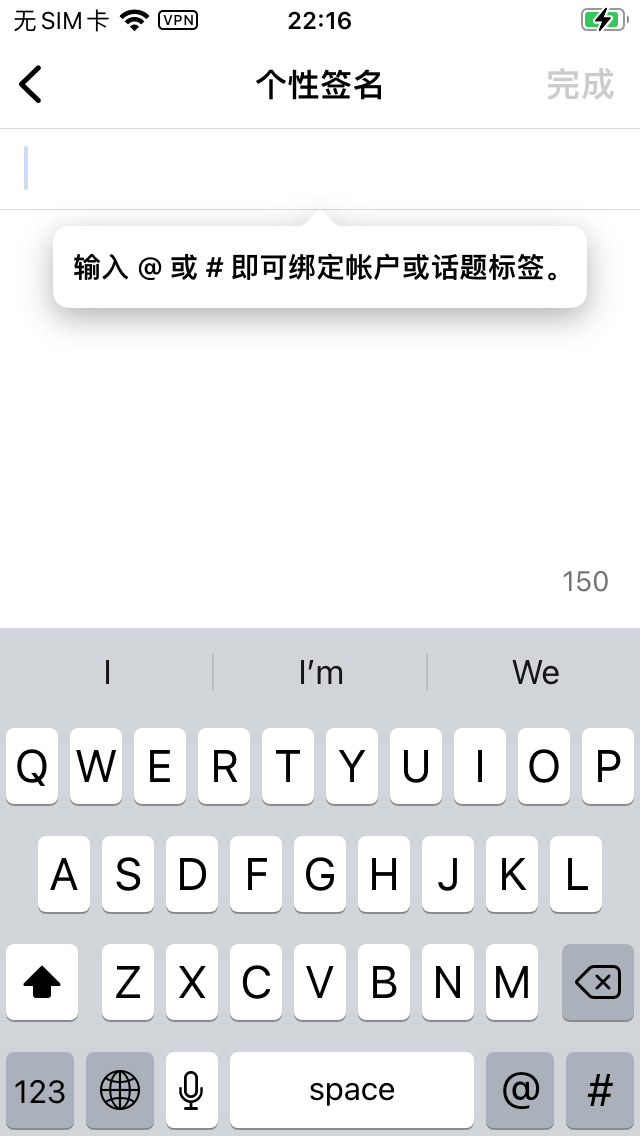 无SIM卡 VPN 22:16
个性签名 完成
输入 @ 或 # 即可绑定帐户或话题标签。
150
I I’m We
Q W E R T Y U I O P
A S D F G H J K L
Z X C V B N M
123 space @ #